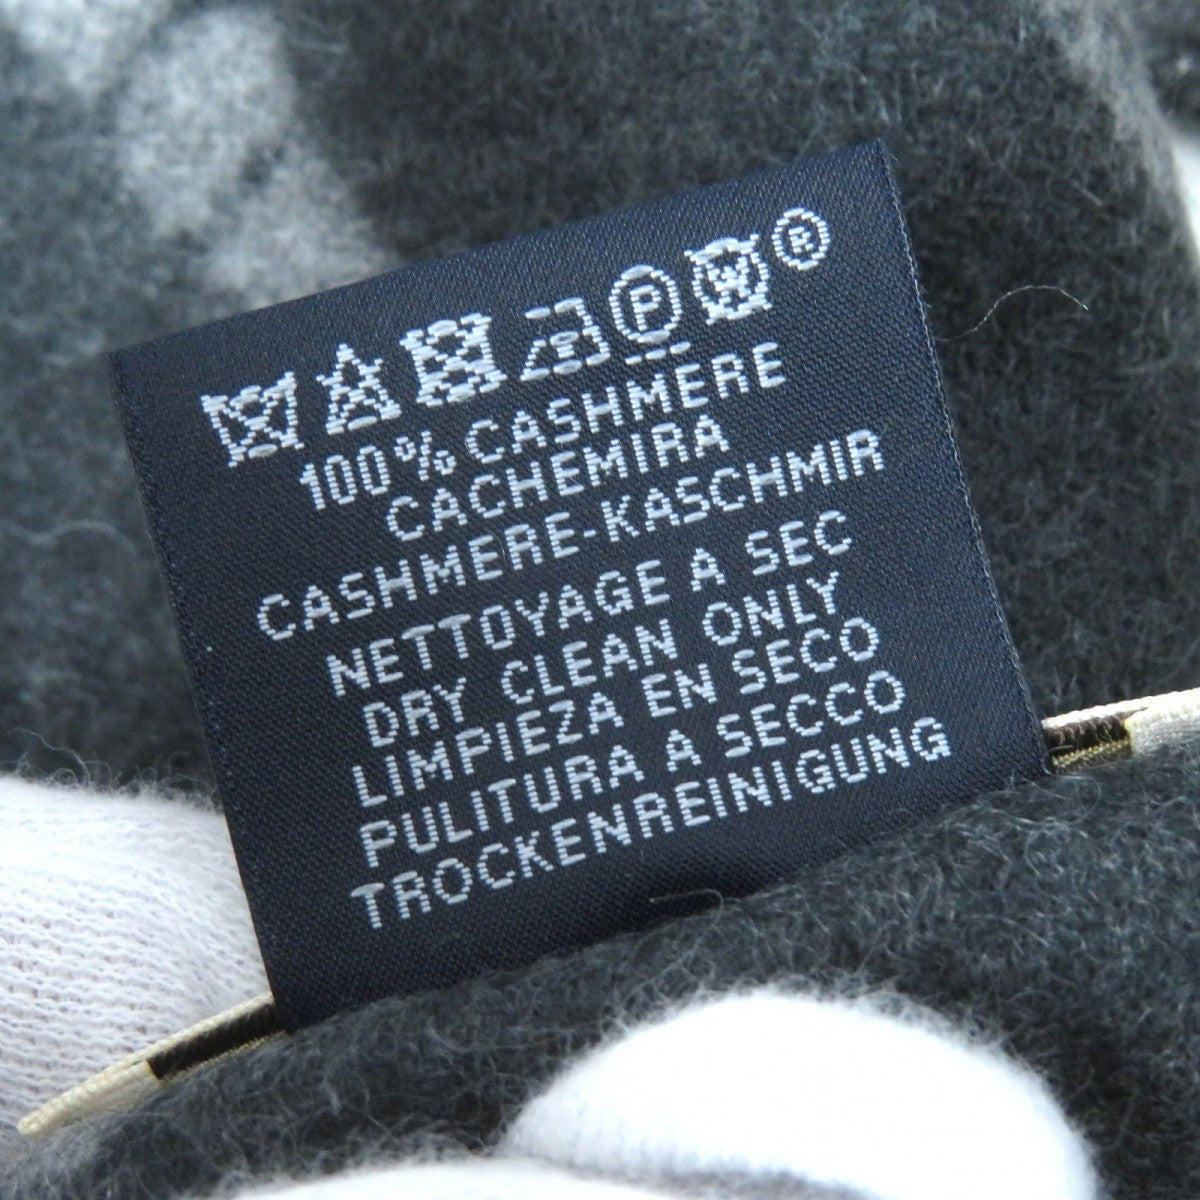 P W ®
100% CASHMERE
CACHEMIRA
CASHMERE-KASCHMIR
NETTOYAGE A SEC
DRY CLEAN ONLY
LIMPIEZA EN SECO
PULITURA A SECCO
TROCKENREINIGUNG